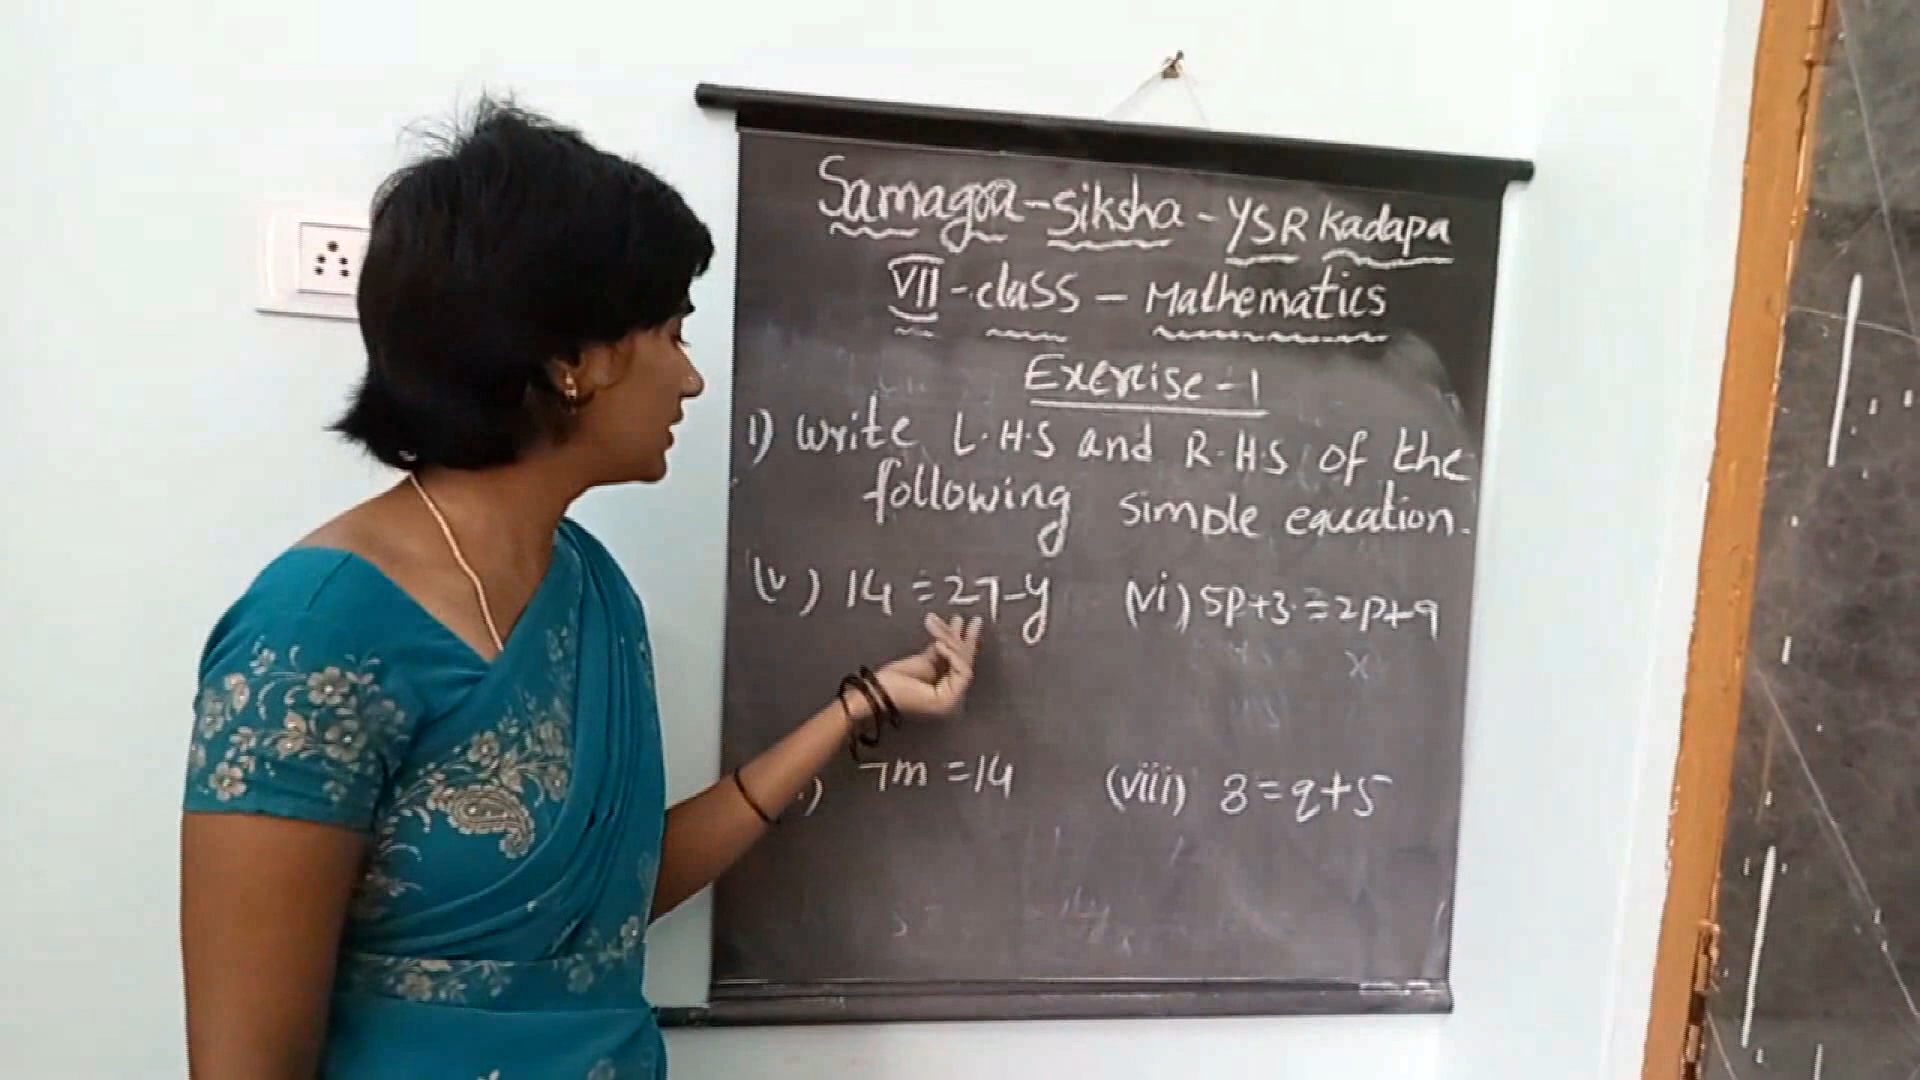 Samagra-Siksha - YSR Kadapa
VII - class - Mathematics
Exercise - 1
1) Write L.H.S and R.H.S of the
following simple equation.
(v) 14 = 27-y (vi) 5p+3 = 2p+9
7m = 14 (viii) 8 = q+5